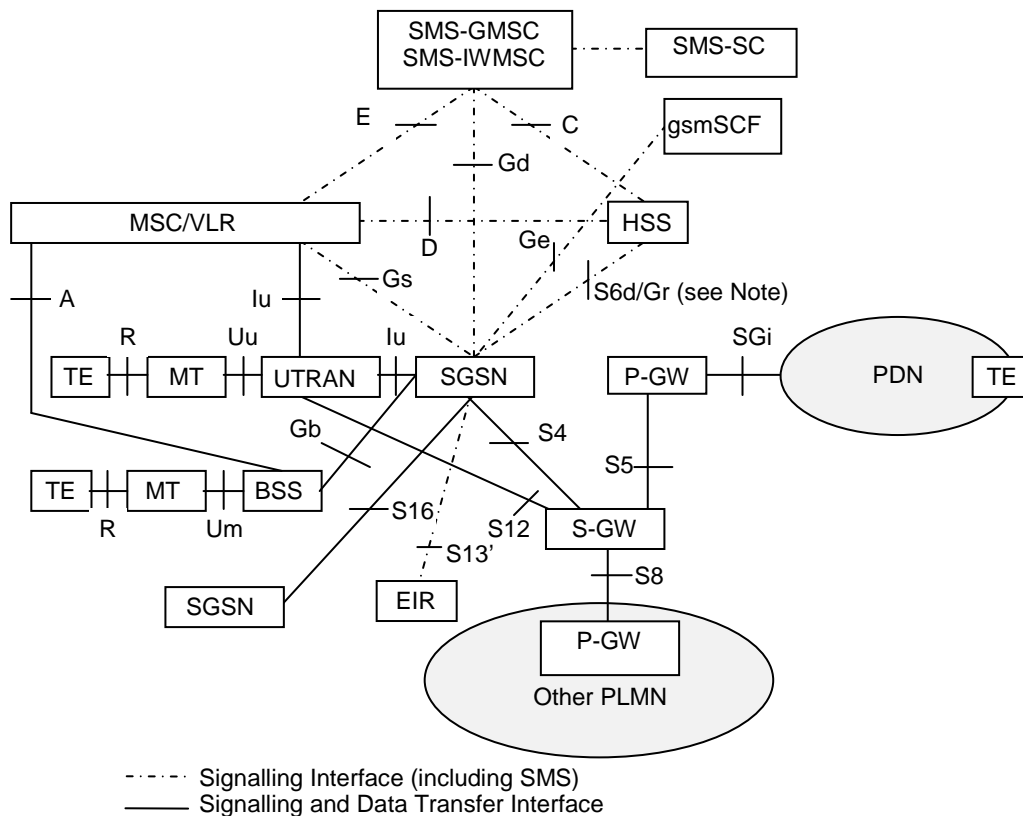 SMS-GMSC
SMS-IWMSC
SMS-SC
gsmSCF
E
C
Gd
MSC/VLR
HSS
D
Ge
Gs
S6d/Gr (see Note)
A
Iu
SGi
R
Uu
Iu
TE
MT
UTRAN
SGSN
P-GW
PDN
TE
Gb
S4
S5
TE
MT
BSS
R
Um
S16
S12
S-GW
S13’
S8
SGSN
EIR
P-GW
Other PLMN
Signalling Interface (including SMS)
Signalling and Data Transfer Interface